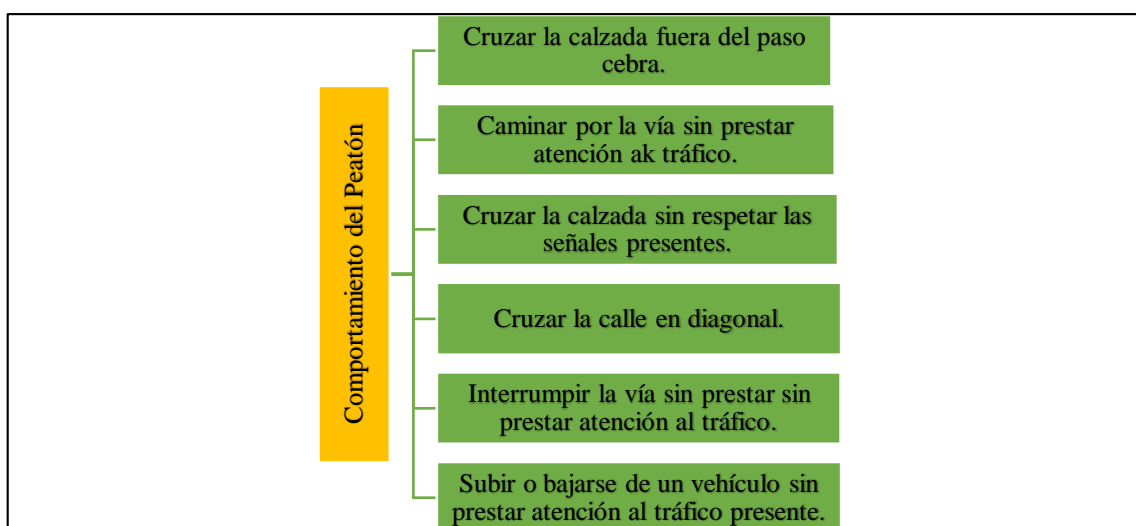 Comportamiento del Peatón
Cruzar la calzada fuera del paso
cebra.
Caminar por la vía sin prestar
atención ak tráfico.
Cruzar la calzada sin respetar las
señales presentes.
Cruzar la calle en diagonal.
Interrumpir la vía sin prestar sin
prestar atención al tráfico.
Subir o bajarse de un vehículo sin
prestar atención al tráfico presente.